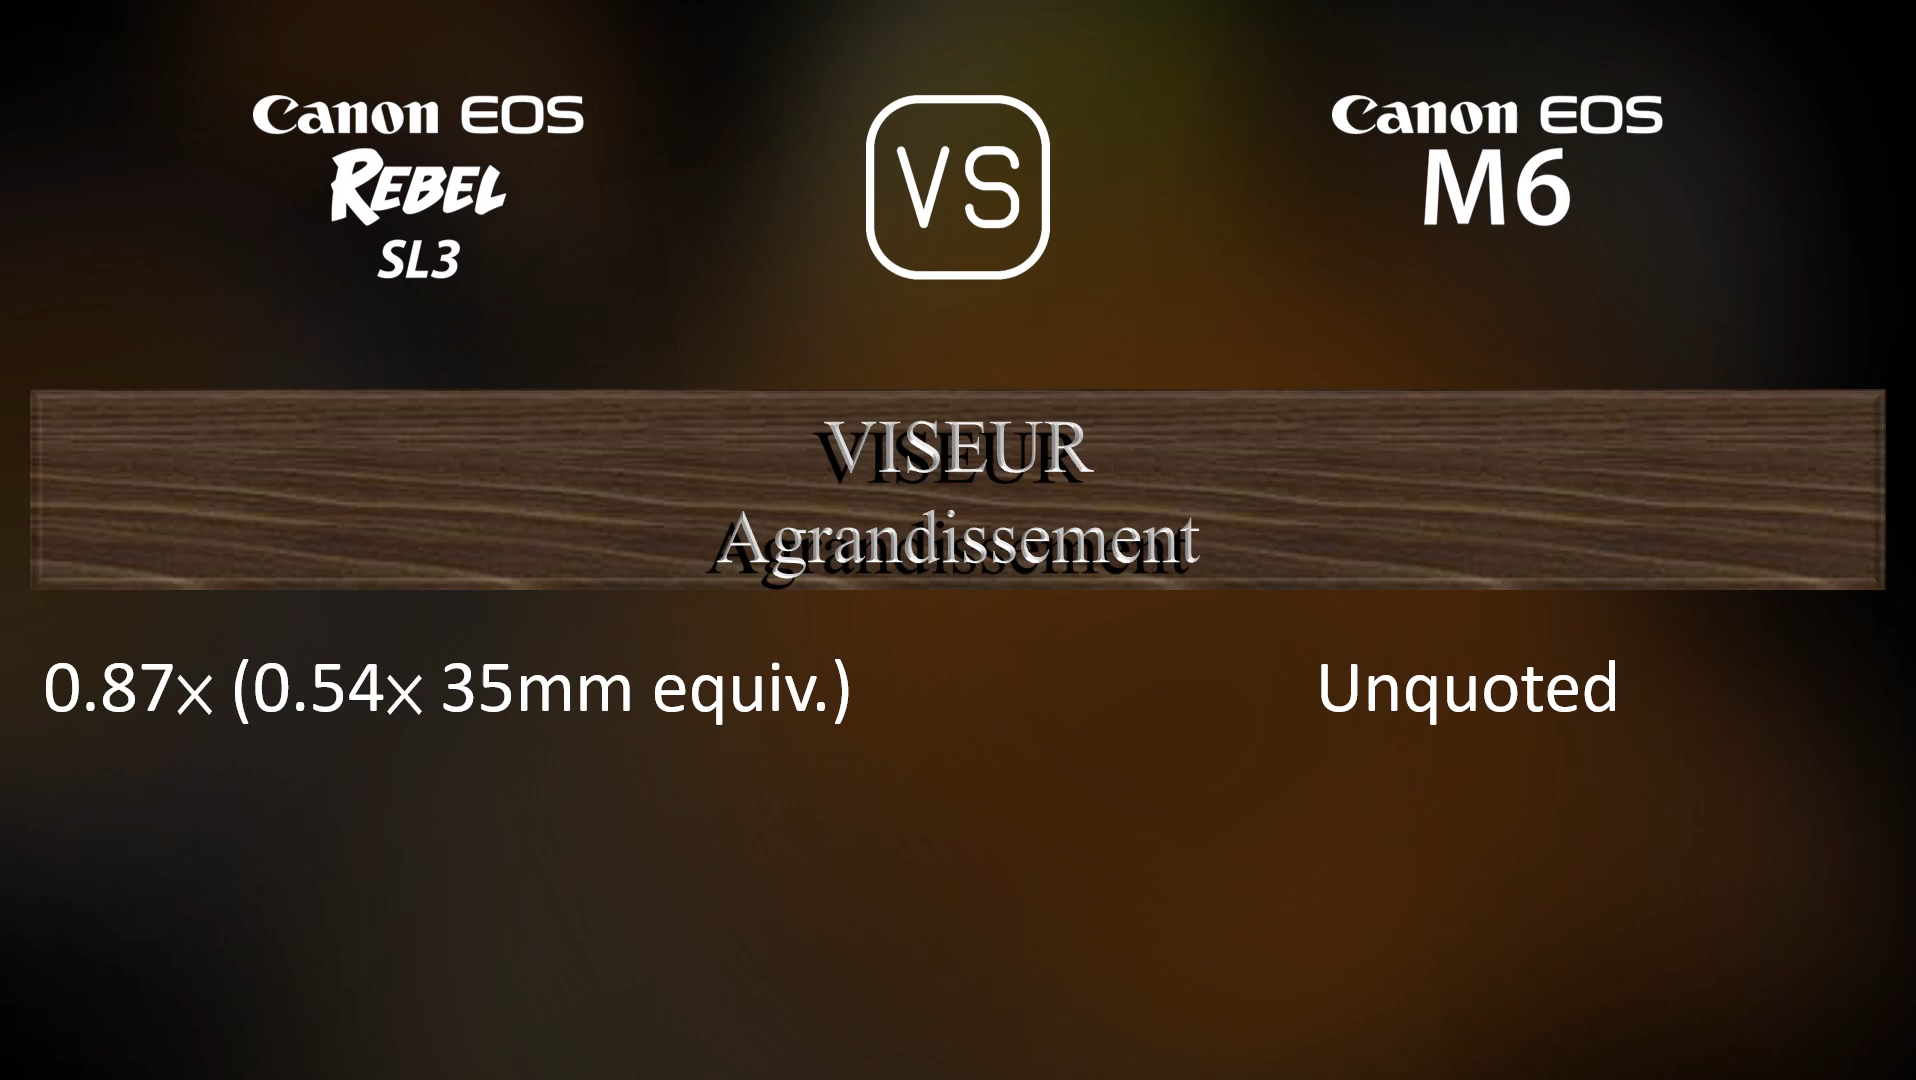 Canon EOS
REBEL
SL3
VS
Canon EOS
M6
VISEUR
Agrandissement
0.87× (0.54× 35mm equiv.)
Unquoted